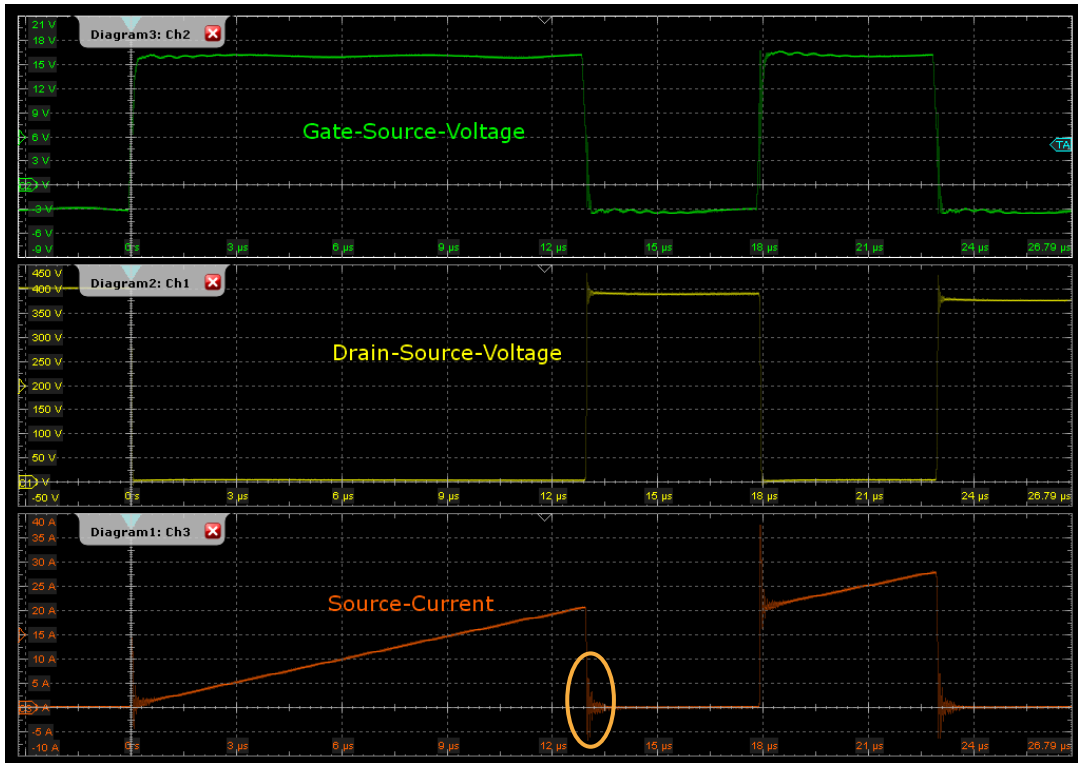 Diagram3: Ch2
21 V
18 V
15 V
12 V
9 V
6 V
3 V
V
-3 V
-6 V
-9 V
Gate-Source-Voltage
TA
0 s 3 µs 6 µs 9 µs 12 µs 15 µs 18 µs 21 µs 24 µs 26.79 µs
Diagram2: Ch1
450 V
400 V
350 V
300 V
250 V
200 V
150 V
100 V
50 V
V
-50 V
Drain-Source-Voltage
0 s 3 µs 6 µs 9 µs 12 µs 15 µs 18 µs 21 µs 24 µs 26.79 µs
Diagram1: Ch3
40 A
35 A
30 A
25 A
20 A
15 A
10 A
5 A
A
-5 A
-10 A
Source-Current
0 s 3 µs 6 µs 9 µs 12 µs 15 µs 18 µs 21 µs 24 µs 26.79 µs